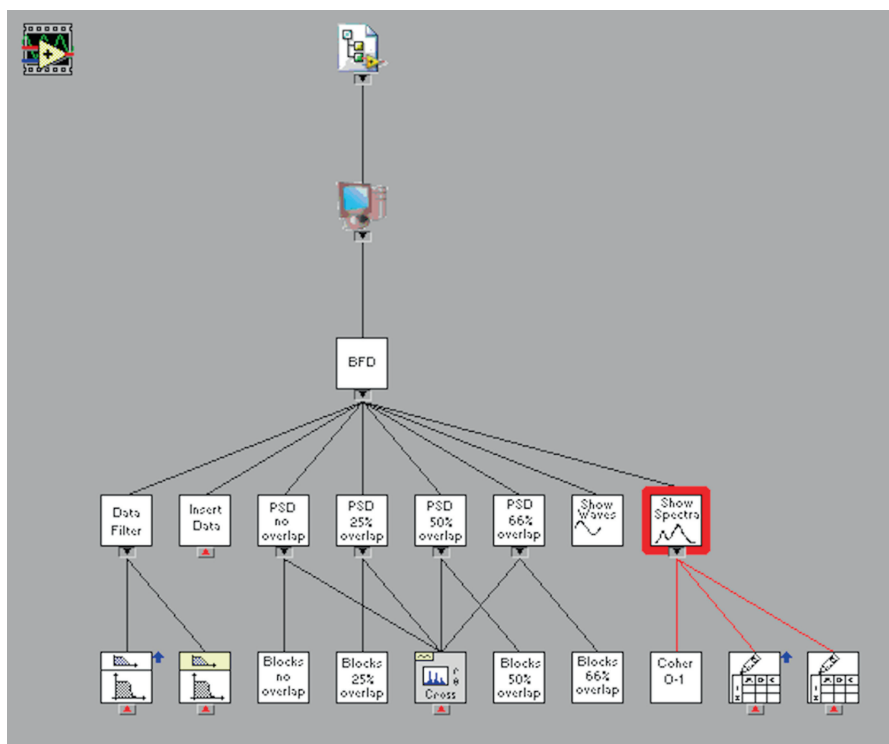 BFD
Data
Filter
Insert
Data
PSD
no
overlap
PSD
25%
overlap
PSD
50%
overlap
PSD
66%
overlap
Show
Waves
Show
Spectra
Blocks
no
overlap
Blocks
25%
overlap
Cross
Blocks
50%
overlap
Blocks
66%
overlap
Coher
0-1